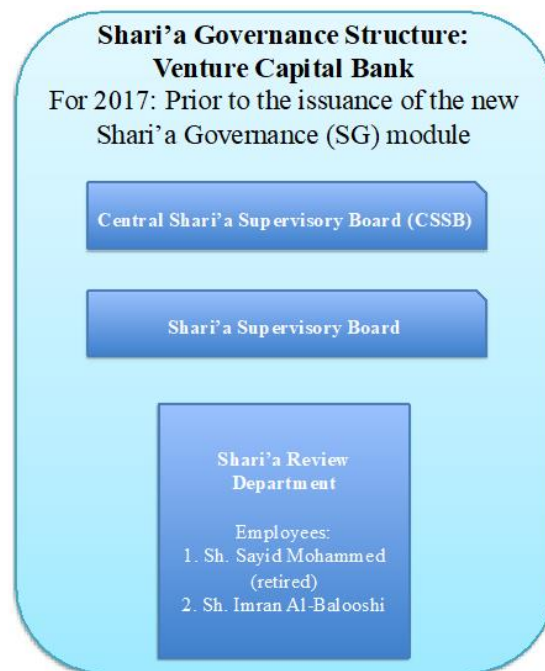 Shari’a Governance Structure:
Venture Capital Bank
For 2017: Prior to the issuance of the new
Shari’a Governance (SG) module
Central Shari’a Supervisory Board (CSSB)
Shari’a Supervisory Board
Shari’a Review
Department
Employees:
1. Sh. Sayid Mohammed
(retired)
2. Sh. Imran Al-Balooshi